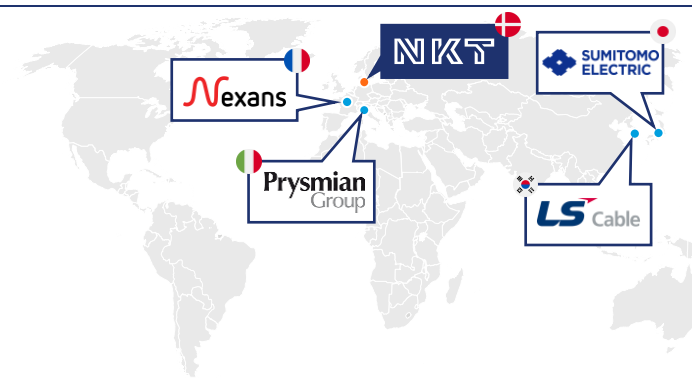 NKT
SUMITOMO
ELECTRIC
Nexans
Prysmian
Group
LS Cable